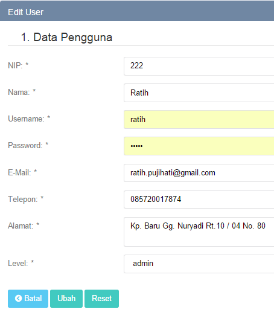 Edit User
1. Data Pengguna
NIP: * 222
Nama: * Ratih
Username: * ratih
Password: * •••••
E-Mail: * ratih.pujihati@gmail.com
Telepon: * 085720017874
Alamat: * Kp. Baru Gg. Nuryadi Rt.10 / 04 No. 80
Level: * admin
Batal Ubah Reset